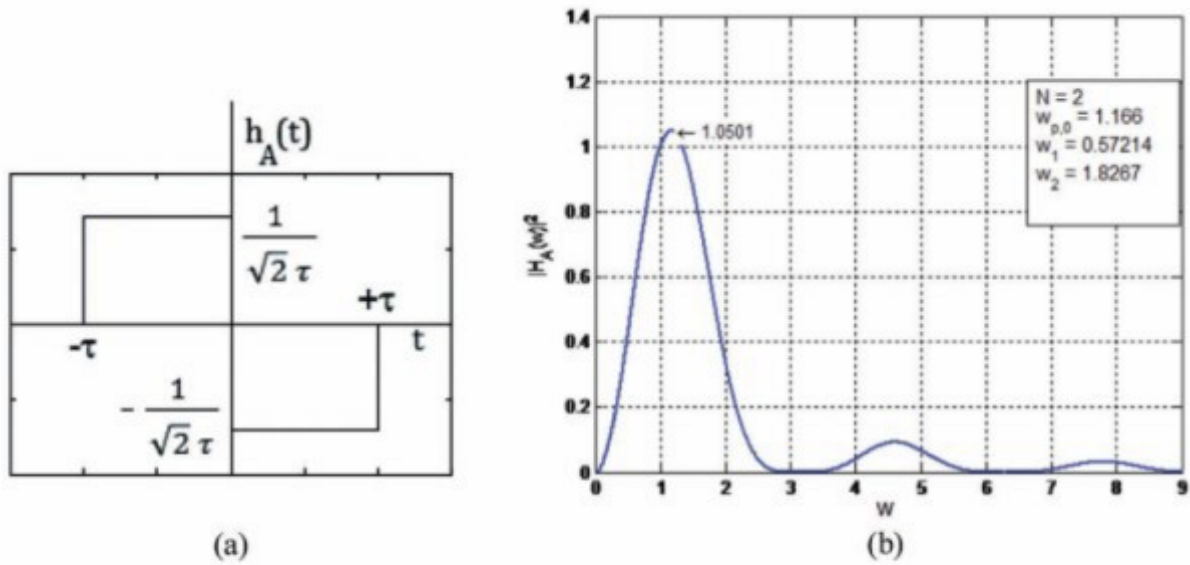 h_A(t)
1
√2 τ
+τ
-τ
t
- 1
√2 τ
(a)
1.4
1.2
1
0.8
0.6
0.4
0.2
0
|H_A(w)|^2
← 1.0501
N = 2
w_p,0 = 1.166
w_1 = 0.57214
w_2 = 1.8267
0 1 2 3 4 5 6 7 8 9
w
(b)